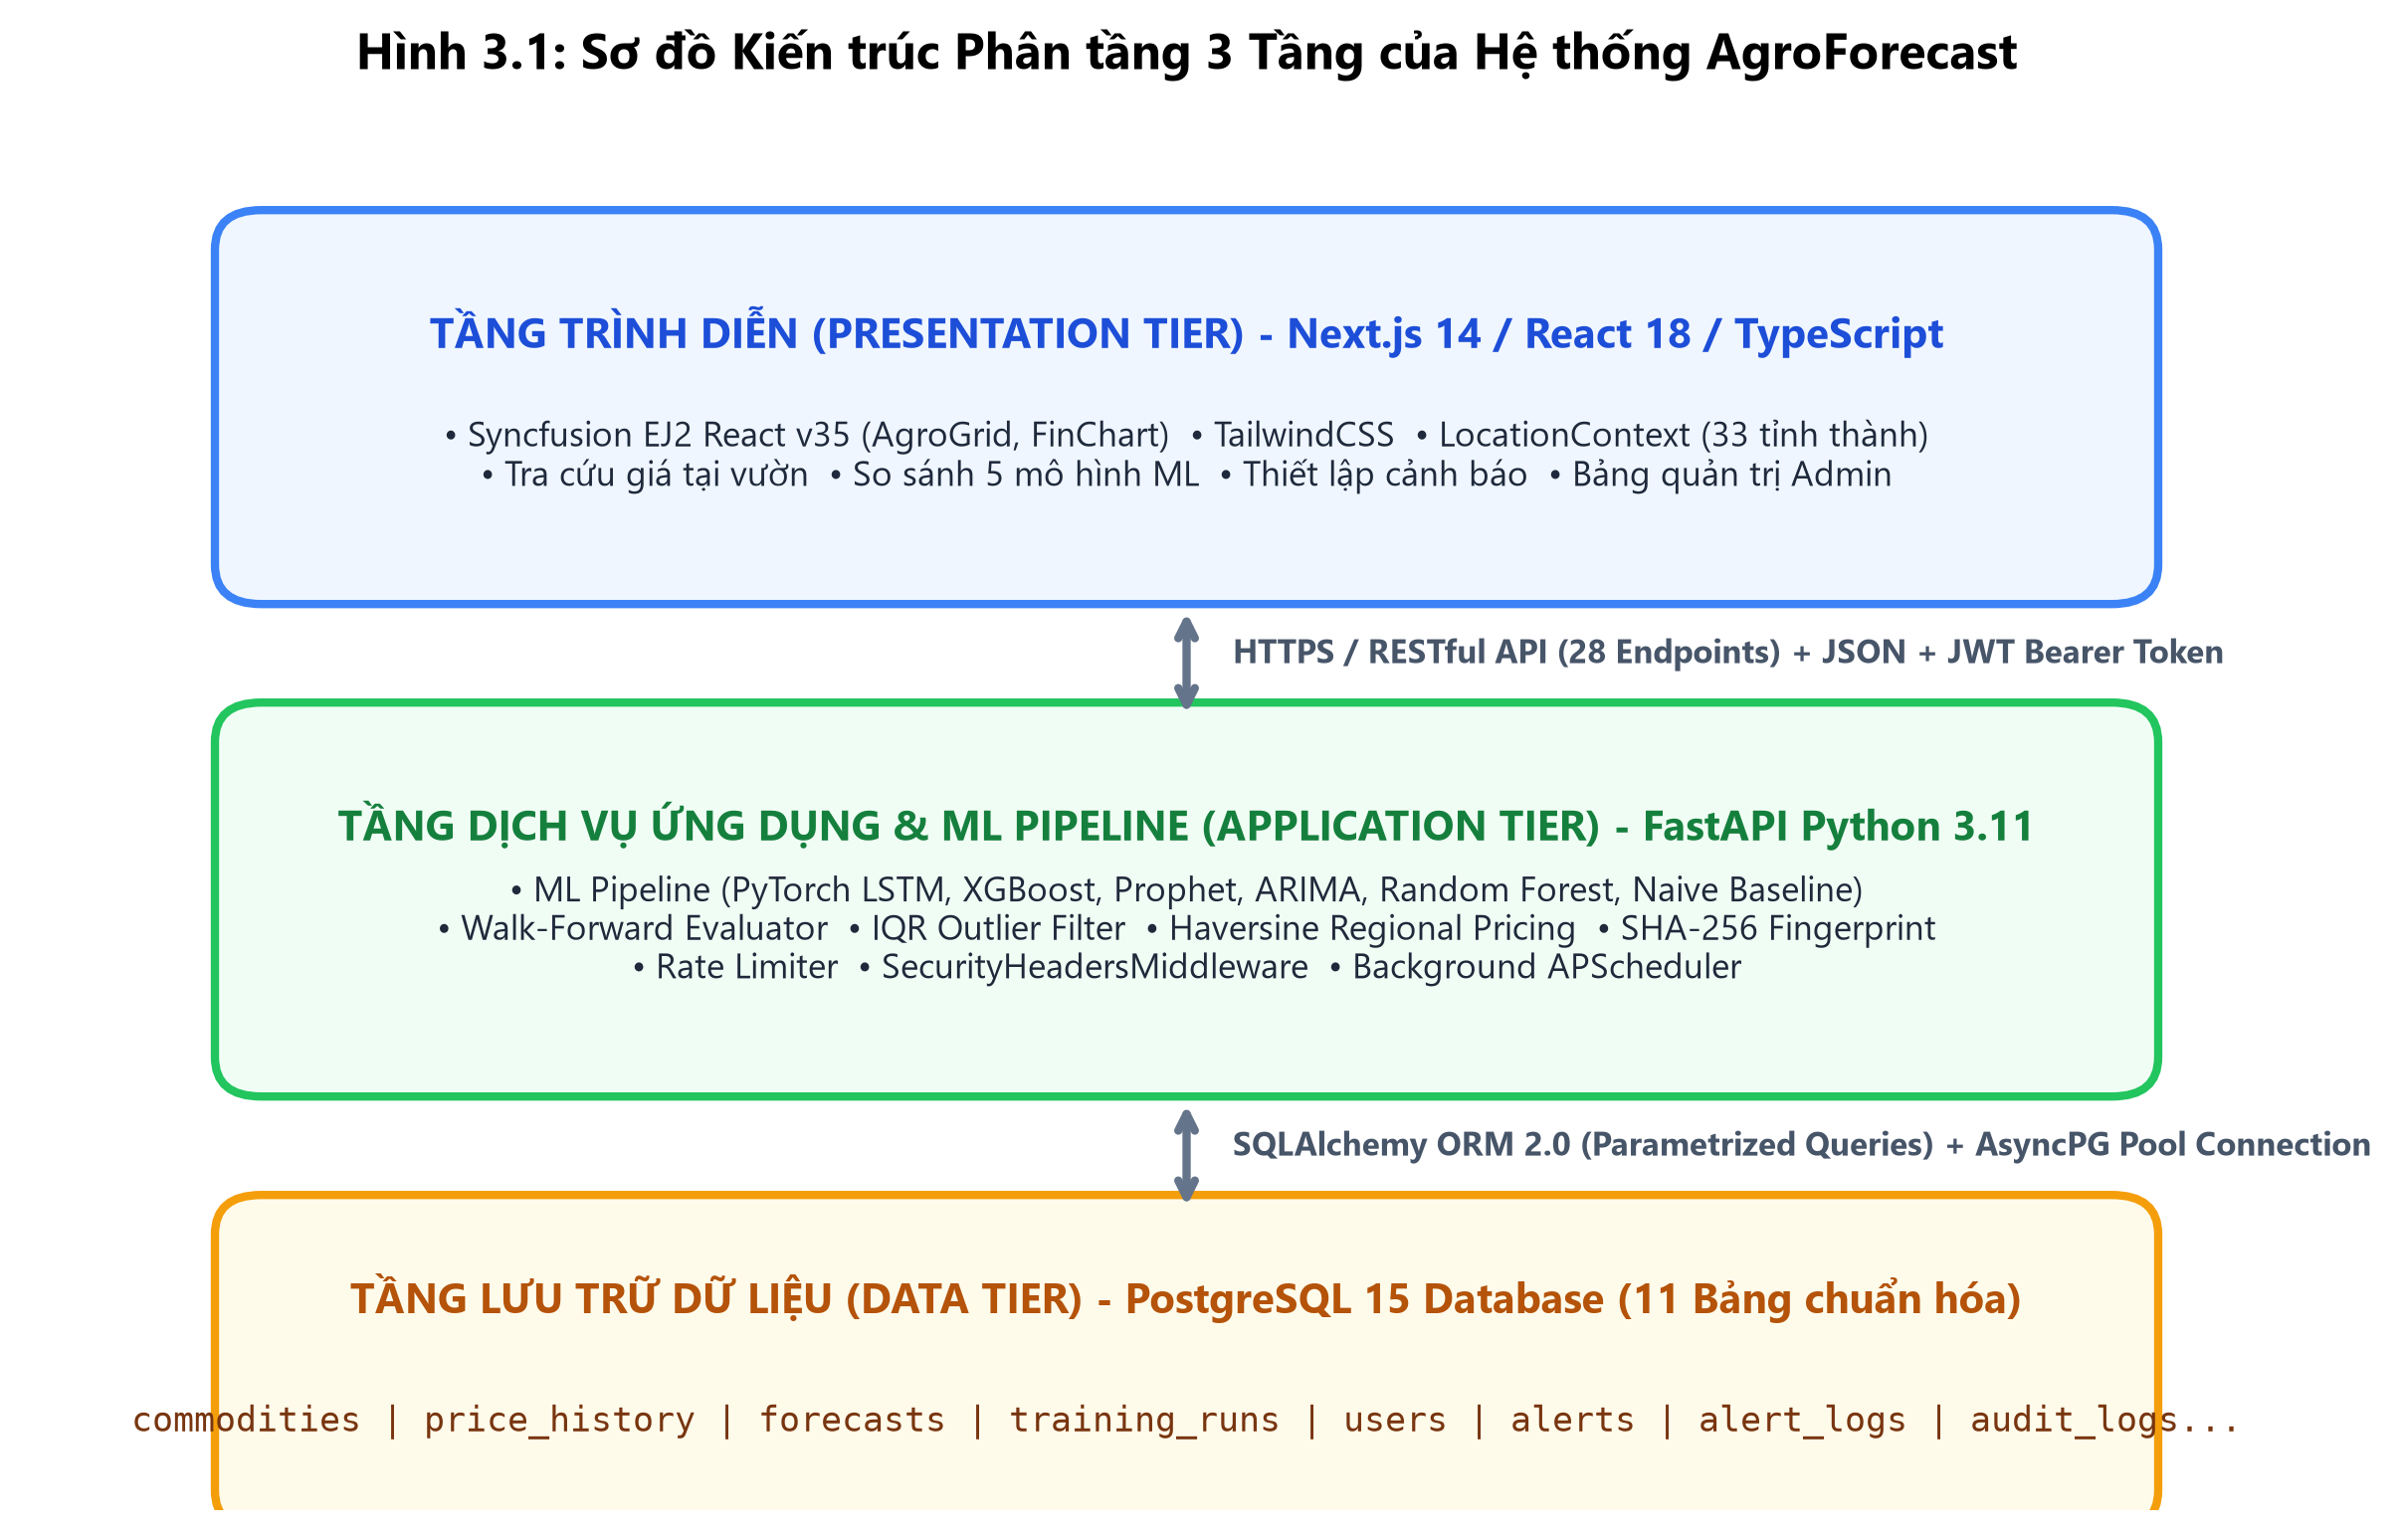 Hình 3.1: Sơ đồ Kiến trúc Phân tầng 3 Tầng của Hệ thống AgroForecast
TẦNG TRÌNH DIỄN (PRESENTATION TIER) - Next.js 14 / React 18 / TypeScript
• Syncfusion EJ2 React v35 (AgroGrid, FinChart) • TailwindCSS • LocationContext (33 tỉnh thành)
• Tra cứu giá tại vườn • So sánh 5 mô hình ML • Thiết lập cảnh báo • Bảng quản trị Admin
HTTPS / RESTful API (28 Endpoints) + JSON + JWT Bearer Token
TẦNG DỊCH VỤ ỨNG DỤNG & ML PIPELINE (APPLICATION TIER) - FastAPI Python 3.11
• ML Pipeline (PyTorch LSTM, XGBoost, Prophet, ARIMA, Random Forest, Naive Baseline)
• Walk-Forward Evaluator • IQR Outlier Filter • Haversine Regional Pricing • SHA-256 Fingerprint
• Rate Limiter • SecurityHeadersMiddleware • Background APScheduler
SQLAlchemy ORM 2.0 (Parametrized Queries) + AsyncPG Pool Connection
TẦNG LƯU TRỮ DỮ LIỆU (DATA TIER) - PostgreSQL 15 Database (11 Bảng chuẩn hóa)
commodities | price_history | forecasts | training_runs | users | alerts | alert_logs | audit_logs...